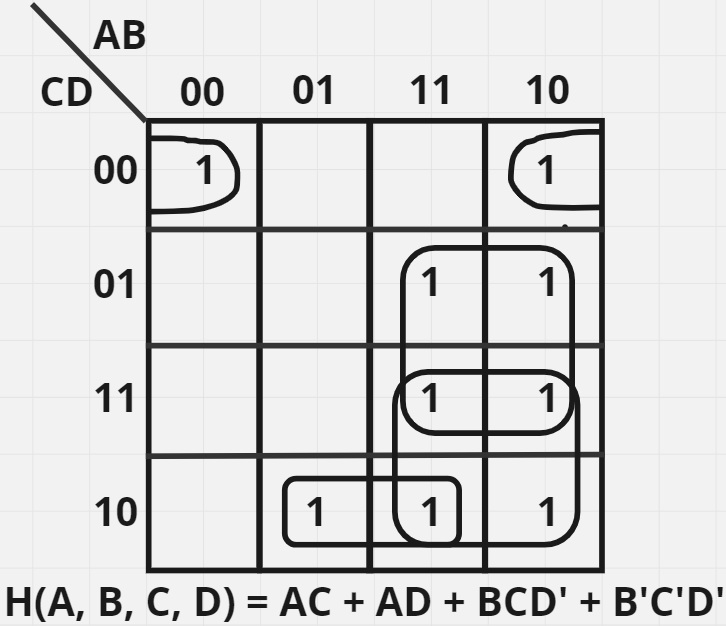 AB
CD 00 01 11 10
00 1 1
01 1 1
11 1 1
10 1 1 1
H(A, B, C, D) = AC + AD + BCD' + B'C'D'